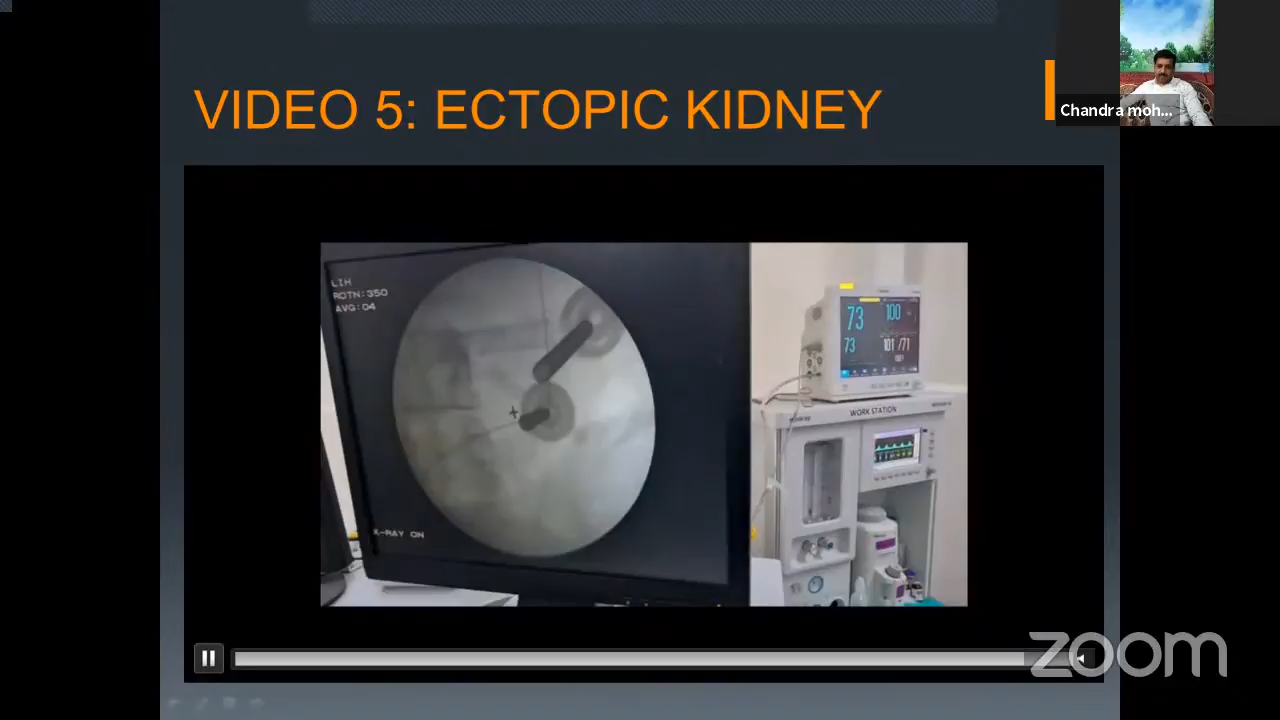 VIDEO 5: ECTOPIC KIDNEY
Chandra moh...
LIH
ROTN:350
AVG:04
X-RAY ON
73
100
73
101 /71
WORK STATION
zoom